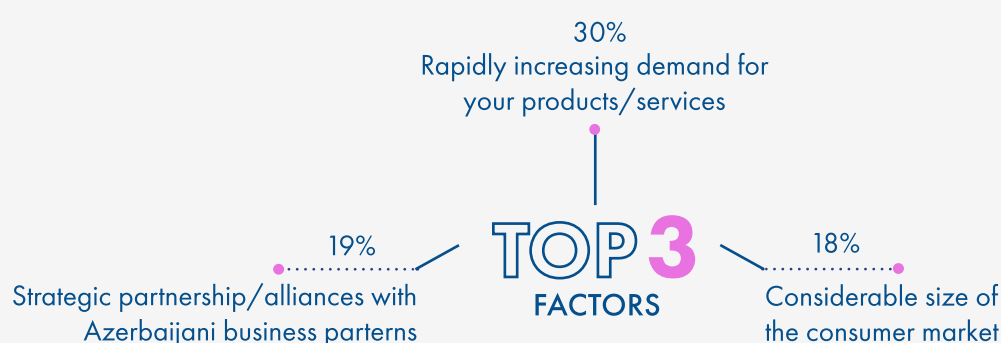 30%
Rapidly increasing demand for
your products/services
TOP 3
FACTORS
19%
Strategic partnership/alliances with
Azerbaijani business parterns
18%
Considerable size of
the consumer market